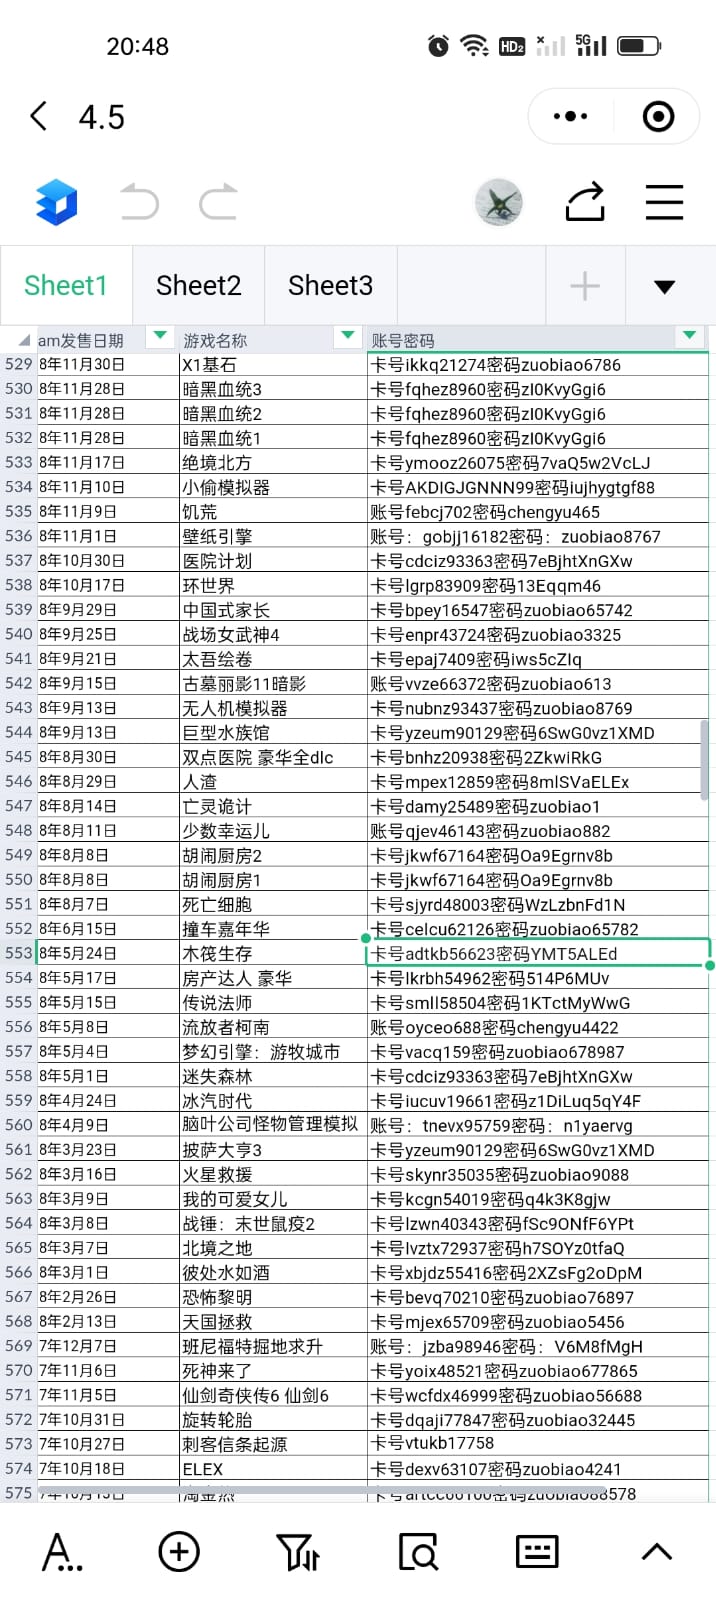 20:48
HD2
5G
4.5
Sheet1 Sheet2 Sheet3
am发售日期 游戏名称 账号密码
529 8年11月30日 X1基石 卡号ikkq21274密码zuobiao6786
530 8年11月28日 暗黑血统3 卡号fqhez8960密码zI0KvyGgi6
531 8年11月28日 暗黑血统2 卡号fqhez8960密码zI0KvyGgi6
532 8年11月28日 暗黑血统1 卡号fqhez8960密码zI0KvyGgi6
533 8年11月17日 绝境北方 卡号ymooz26075密码7vaQ5w2VcLJ
534 8年11月10日 小偷模拟器 卡号AKDIGJGNNN99密码iujhygtgf88
535 8年11月9日 饥荒 账号febcj702密码chengyu465
536 8年11月1日 壁纸引擎 账号：gobjj16182密码：zuobiao8767
537 8年10月30日 医院计划 卡号cdciz93363密码7eBjhtXnGXw
538 8年10月17日 环世界 卡号lgrp83909密码13Eqqm46
539 8年9月29日 中国式家长 卡号bpey16547密码zuobiao65742
540 8年9月25日 战场女武神4 卡号enpr43724密码zuobiao3325
541 8年9月21日 太吾绘卷 卡号epaj7409密码iws5cZIq
542 8年9月15日 古墓丽影11暗影 账号vvze66372密码zuobiao613
543 8年9月13日 无人机模拟器 卡号nubnz93437密码zuobiao8769
544 8年9月13日 巨型水族馆 卡号yzeum90129密码6SwG0vz1XMD
545 8年8月30日 双点医院 豪华全dlc 卡号bnhz20938密码2ZkwiRkG
546 8年8月29日 人渣 卡号mpex12859密码8mlSVaELEx
547 8年8月14日 亡灵诡计 卡号damy25489密码zuobiao1
548 8年8月11日 少数幸运儿 账号qjev46143密码zuobiao882
549 8年8月8日 胡闹厨房2 卡号jkwf67164密码Oa9Egrnv8b
550 8年8月8日 胡闹厨房1 卡号jkwf67164密码Oa9Egrnv8b
551 8年8月7日 死亡细胞 卡号sjyrd48003密码WzLzbnFd1N
552 8年6月15日 撞车嘉年华 卡号celcu62126密码zuobiao65782
553 8年5月24日 木筏生存 卡号adtkb56623密码YMT5ALEd
554 8年5月17日 房产达人 豪华 卡号lkrbh54962密码514P6MUv
555 8年5月15日 传说法师 卡号smll58504密码1KTctMyWwG
556 8年5月8日 流放者柯南 账号oyceo688密码chengyu4422
557 8年5月4日 梦幻引擎：游牧城市 卡号vacq159密码zuobiao678987
558 8年5月1日 迷失森林 卡号cdciz93363密码7eBjhtXnGXw
559 8年4月24日 冰汽时代 卡号iucuv19661密码z1DiLuq5qY4F
560 8年4月9日 脑叶公司怪物管理模拟 账号：tnevx95759密码：n1yaervg
561 8年3月23日 披萨大亨3 卡号yzeum90129密码6SwG0vz1XMD
562 8年3月16日 火星救援 卡号skynr35035密码zuobiao9088
563 8年3月9日 我的可爱女儿 卡号kcgn54019密码q4k3K8gjw
564 8年3月8日 战锤：末世鼠疫2 卡号lzwn40343密码fSc9ONfF6YPt
565 8年3月7日 北境之地 卡号lvztx72937密码h7SOYz0tfaQ
566 8年3月1日 彼处水如酒 卡号xbjdz55416密码2XZsFg2oDpM
567 8年2月26日 恐怖黎明 卡号bevq70210密码zuobiao76897
568 8年2月13日 天国拯救 卡号mjex65709密码zuobiao5456
569 7年12月7日 班尼福特掘地求升 账号：jzba98946密码：V6M8fMgH
570 7年11月6日 死神来了 卡号yoix48521密码zuobiao677865
571 7年11月5日 仙剑奇侠传6 仙剑6 卡号wcfdx46999密码zuobiao56688
572 7年10月31日 旋转轮胎 卡号dqaji77847密码zuobiao32445
573 7年10月27日 刺客信条起源 卡号vtukb17758
574 7年10月18日 ELEX 卡号dexv63107密码zuobiao4241
575 7年10月13日 淘金热